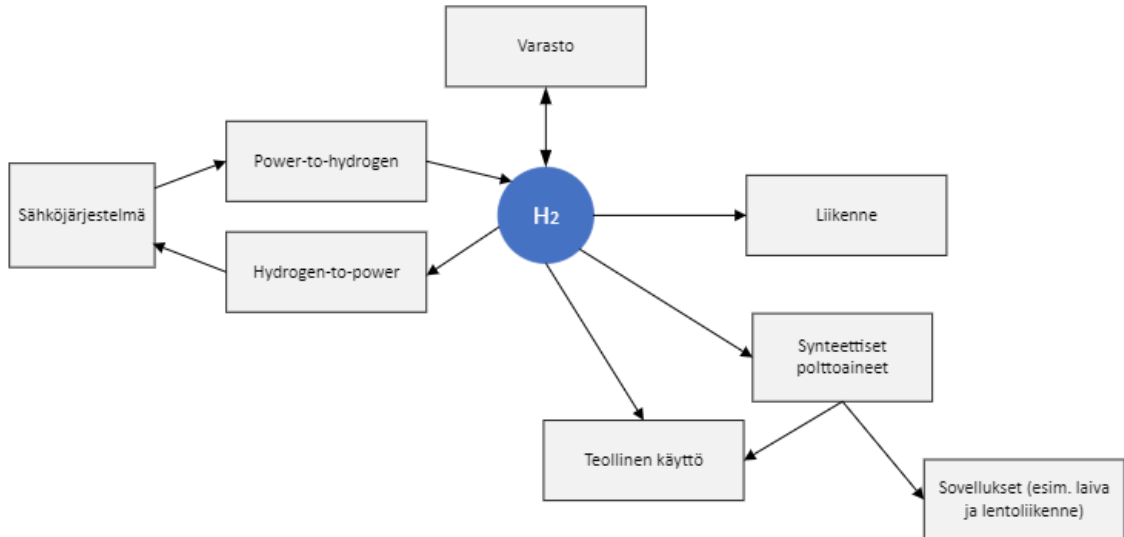 Varasto
Power-to-hydrogen
Sähköjärjestelmä
H2
Liikenne
Hydrogen-to-power
Synteettiset
polttoaineet
Teollinen käyttö
Sovellukset (esim. laiva
ja lentoliikenne)